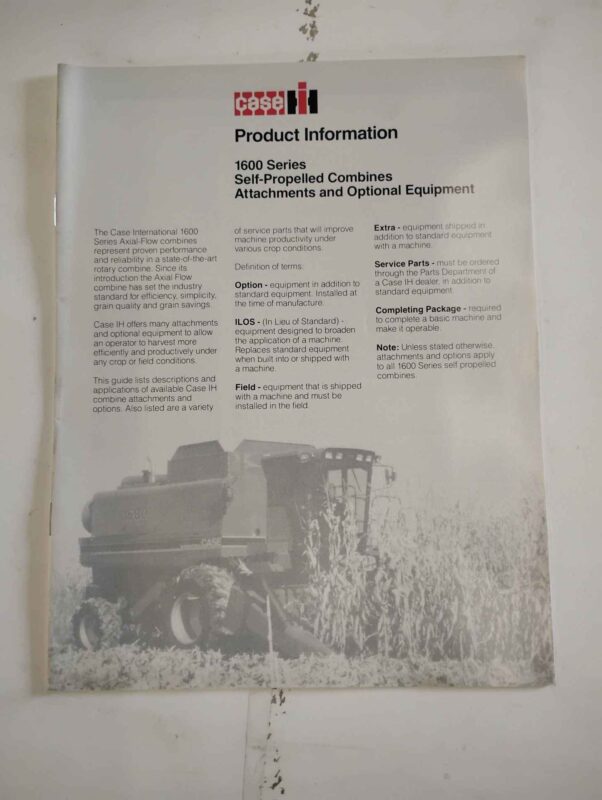 CASE IH
Product Information
1600 Series
Self-Propelled Combines
Attachments and Optional Equipment
The Case International 1600
Series Axial-Flow combines
represent proven performance
and reliability in a state-of-the-art
rotary combine. Since its
introduction the Axial Flow
combine has set the industry
standard for efficiency, simplicity,
grain quality and grain savings.
Case IH offers many attachments
and optional equipment to allow
an operator to harvest more
efficiently and productively under
any crop or field conditions.
This guide lists descriptions and
applications of available Case IH
combine attachments and
options. Also listed are a variety
of service parts that will improve
machine productivity under
various crop conditions.
Definition of terms:
Option - equipment in addition to
standard equipment. Installed at
the time of manufacture.
ILOS - (In Lieu of Standard) -
equipment designed to broaden
the application of a machine.
Replaces standard equipment
when built into or shipped with
a machine.
Field - equipment that is shipped
with a machine and must be
installed in the field.
Extra - equipment shipped in
addition to standard equipment
with a machine.
Service Parts - must be ordered
through the Parts Department of
a Case IH dealer, in addition to
standard equipment.
Completing Package - required
to complete a basic machine and
make it operable.
Note: Unless stated otherwise,
attachments and options apply
to all 1600 Series self propelled
combines.
CASE